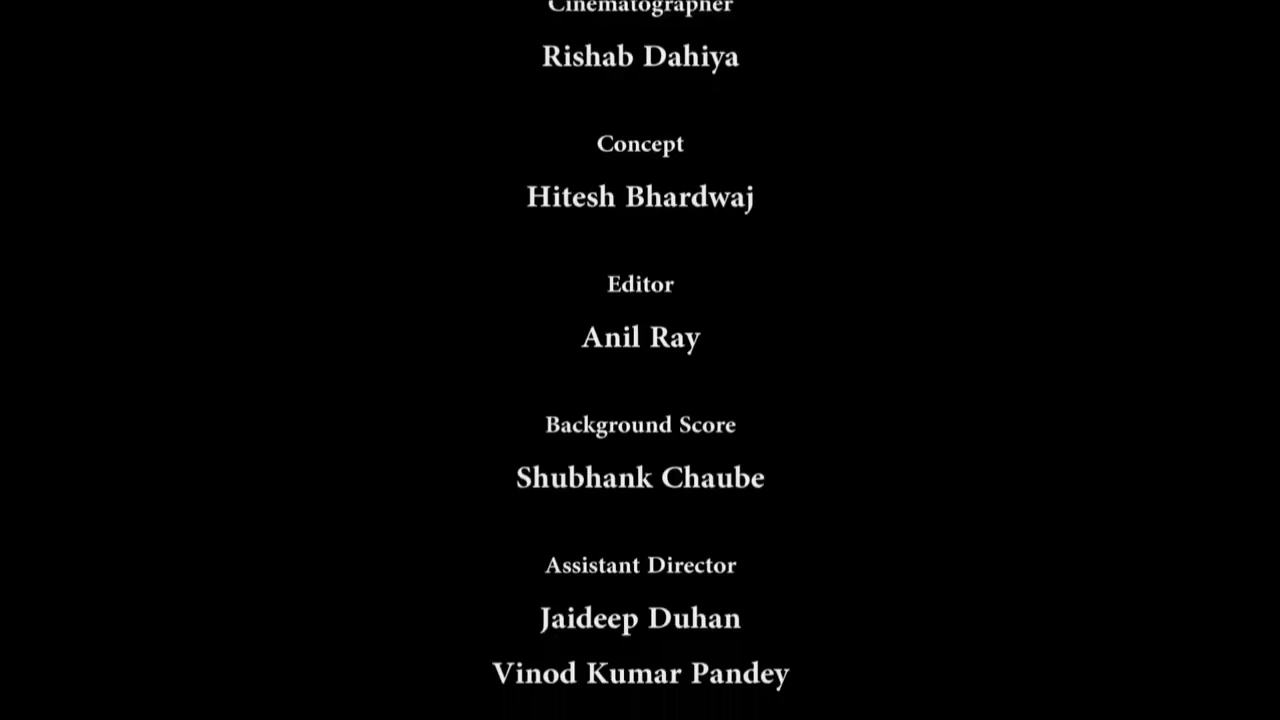 Cinematographer
Rishab Dahiya
Concept
Hitesh Bhardwaj
Editor
Anil Ray
Background Score
Shubhank Chaube
Assistant Director
Jaideep Duhan
Vinod Kumar Pandey